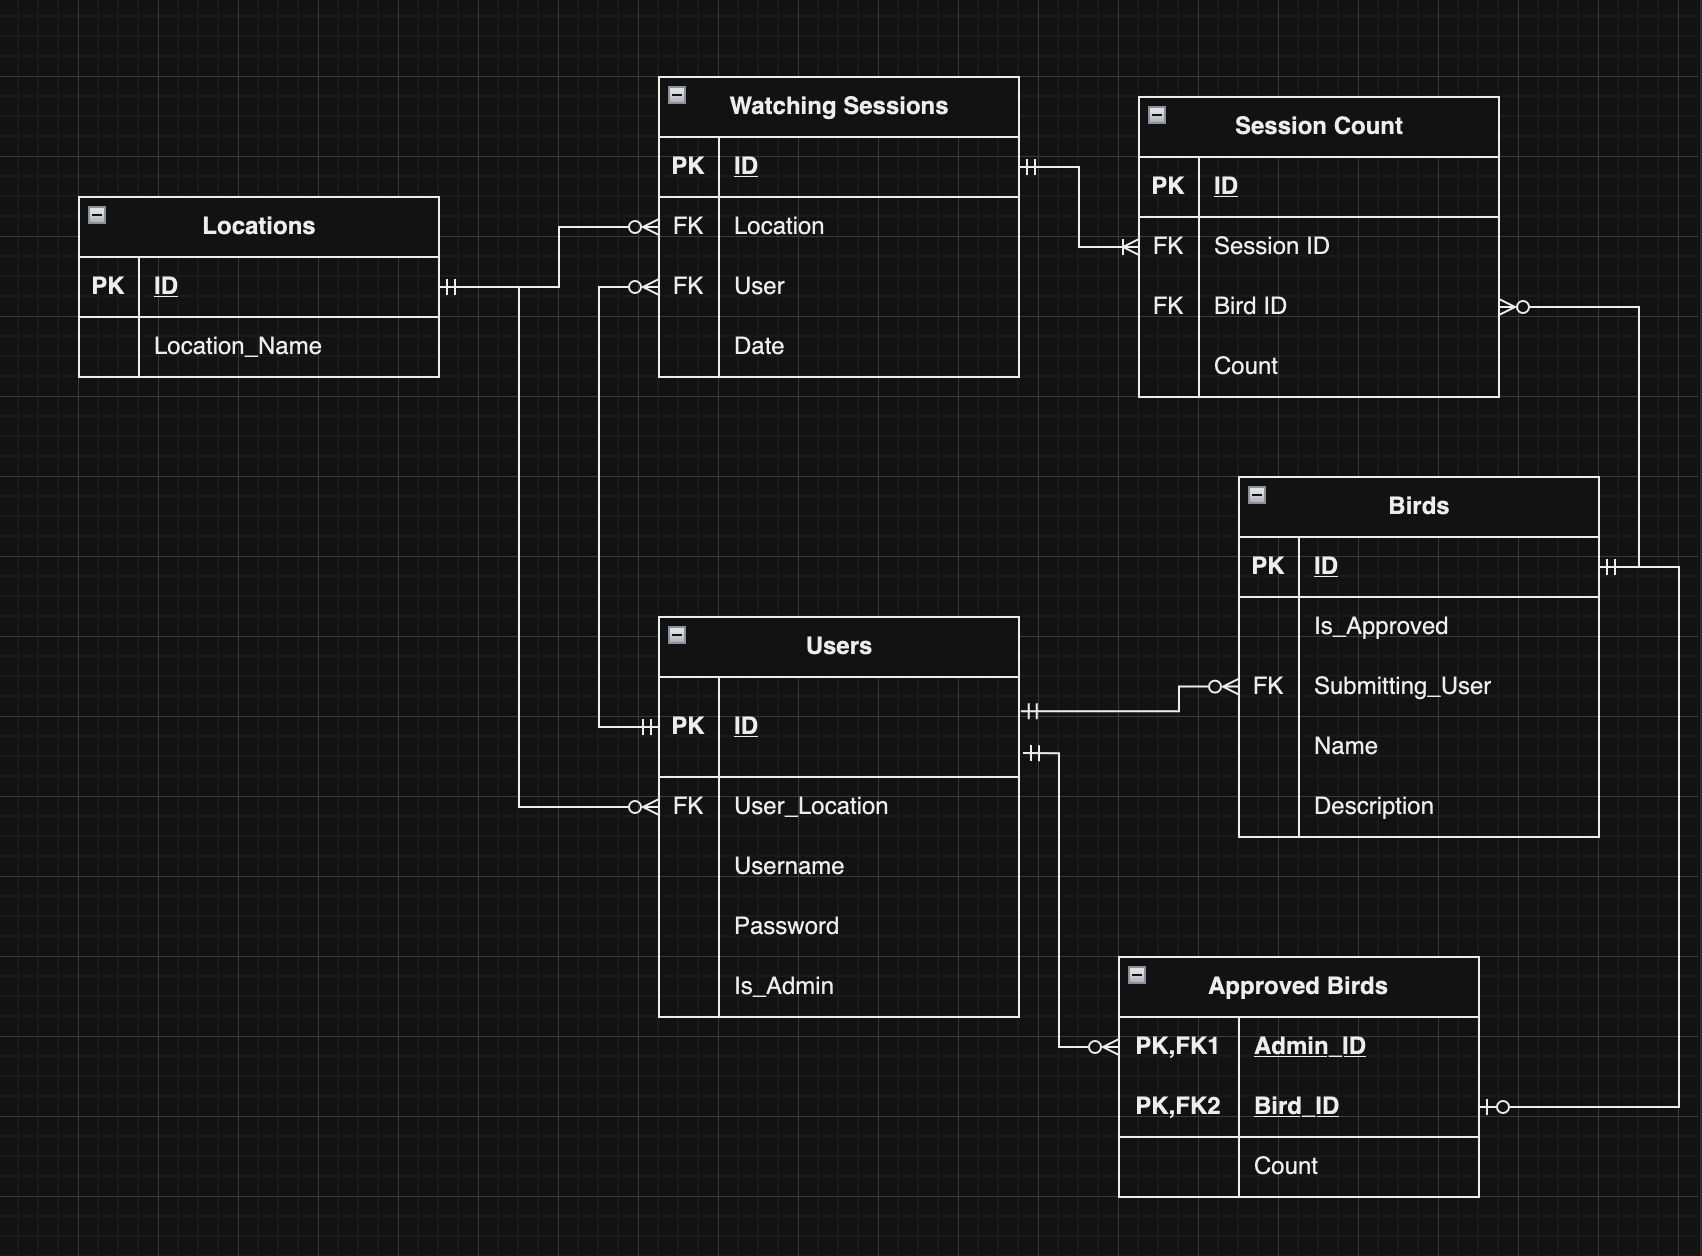 Locations
PK ID
Location_Name
Watching Sessions
PK ID
FK Location
FK User
Date
Session Count
PK ID
FK Session ID
FK Bird ID
Count
Birds
PK ID
Is_Approved
FK Submitting_User
Name
Description
Users
PK ID
FK User_Location
Username
Password
Is_Admin
Approved Birds
PK,FK1 Admin_ID
PK,FK2 Bird_ID
Count